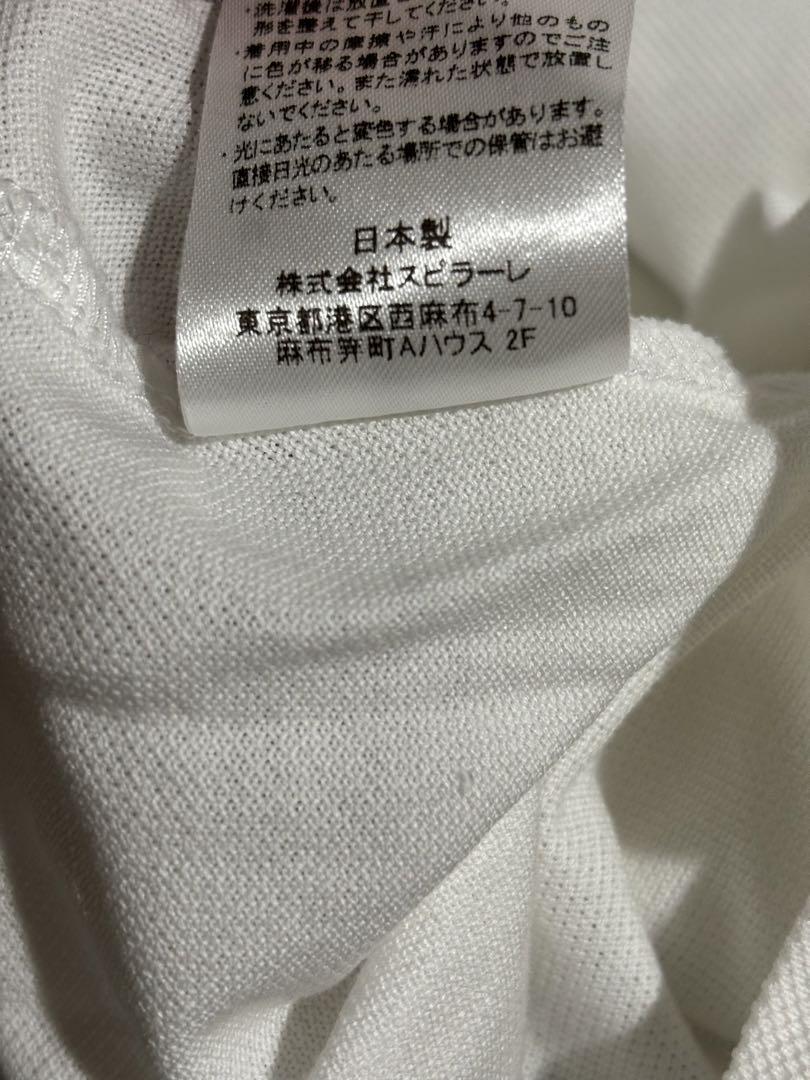 ・洗濯後は放置
形を整えて干してください。
・着用中の摩擦や汗により他のもの
に色が移る場合がありますのでご注
意ください。また濡れた状態で放置し
ないでください。
・光にあたると変色する場合があります。
直接日光のあたる場所での保管はお避
けください。
日本製
株式会社スピラーレ
東京都港区西麻布4-7-10
麻布笄町Aハウス 2F